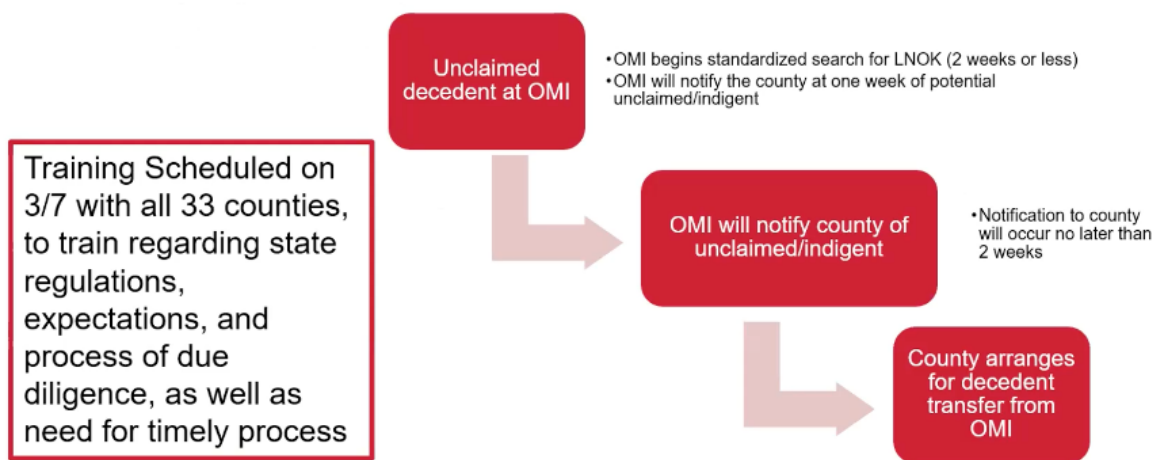 Unclaimed
decedent at OMI
•OMI begins standardized search for LNOK (2 weeks or less)
•OMI will notify the county at one week of potential
unclaimed/indigent
Training Scheduled on
3/7 with all 33 counties,
to train regarding state
regulations,
expectations, and
process of due
diligence, as well as
need for timely process
OMI will notify county of
unclaimed/indigent
•Notification to county
will occur no later than
2 weeks
County arranges
for decedent
transfer from
OMI